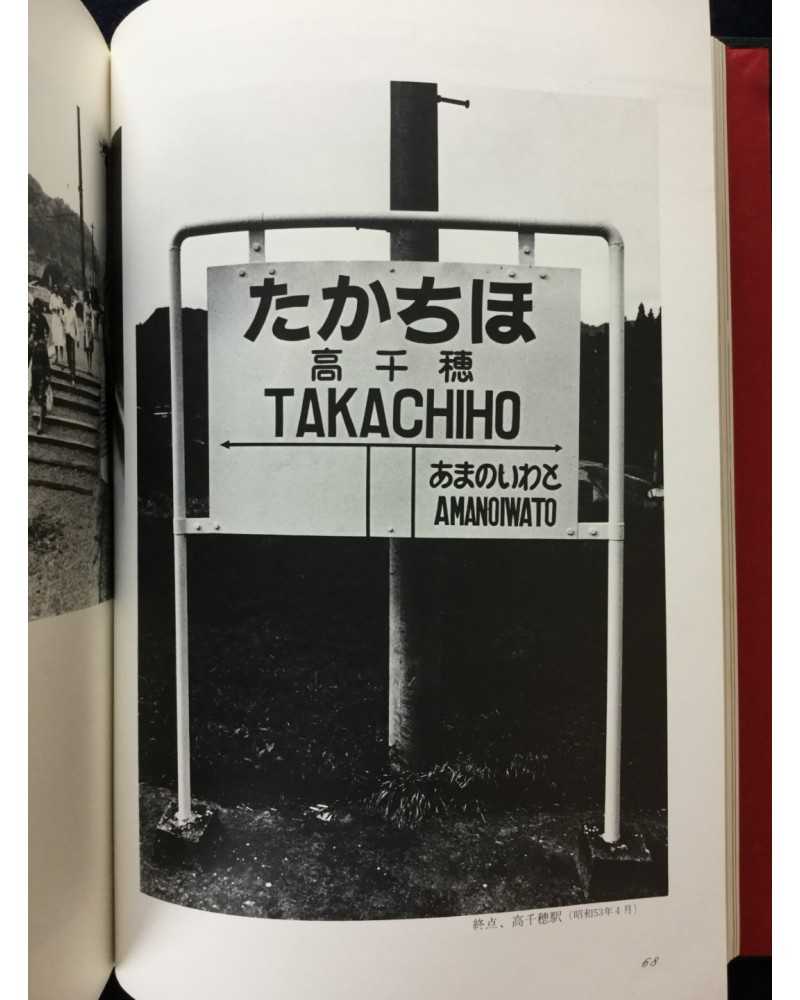 たかちほ
高千穂
TAKACHIHO
あまのいわと
AMANOIWATO
終点、高千穂駅（昭和53年4月）
68